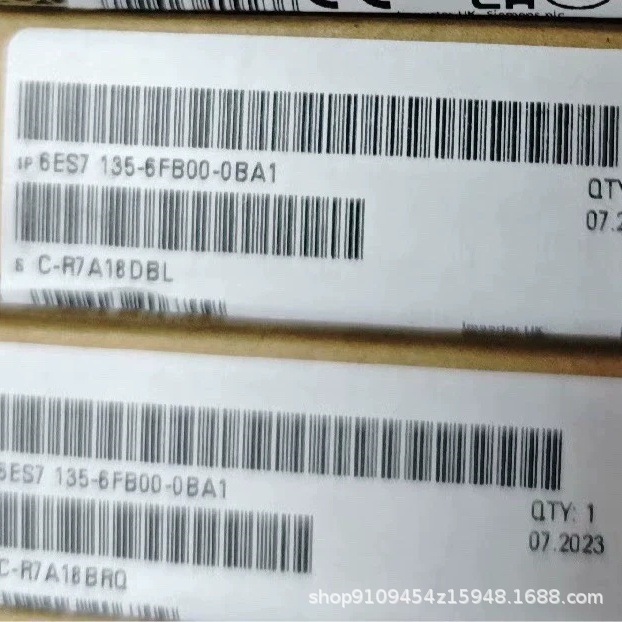 1P 6ES7 135-6FB00-0BA1
QTY
07.2
S C-R7A18DBL
6ES7 135-6FB00-0BA1
QTY: 1
07.2023
C-R7A18BRQ
shop9109454z15948.1688.com